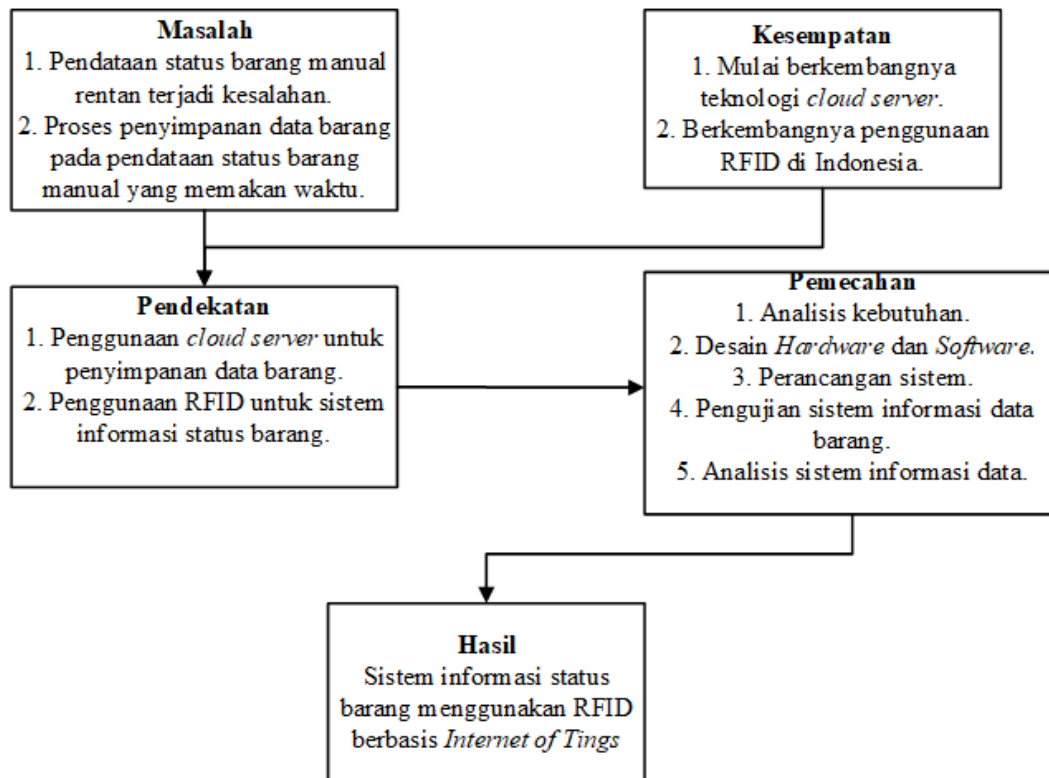 Masalah
1. Pendataan status barang manual
rentan terjadi kesalahan.
2. Proses penyimpanan data barang
pada pendataan status barang
manual yang memakan waktu.
Kesempatan
1. Mulai berkembangnya
teknologi cloud server.
2. Berkembangnya penggunaan
RFID di Indonesia.
Pendekatan
1. Penggunaan cloud server untuk
penyimpanan data barang.
2. Penggunaan RFID untuk sistem
informasi status barang.
Pemecahan
1. Analisis kebutuhan.
2. Desain Hardware dan Software.
3. Perancangan sistem.
4. Pengujian sistem informasi data
barang.
5. Analisis sistem informasi data.
Hasil
Sistem informasi status
barang menggunakan RFID
berbasis Internet of Tings